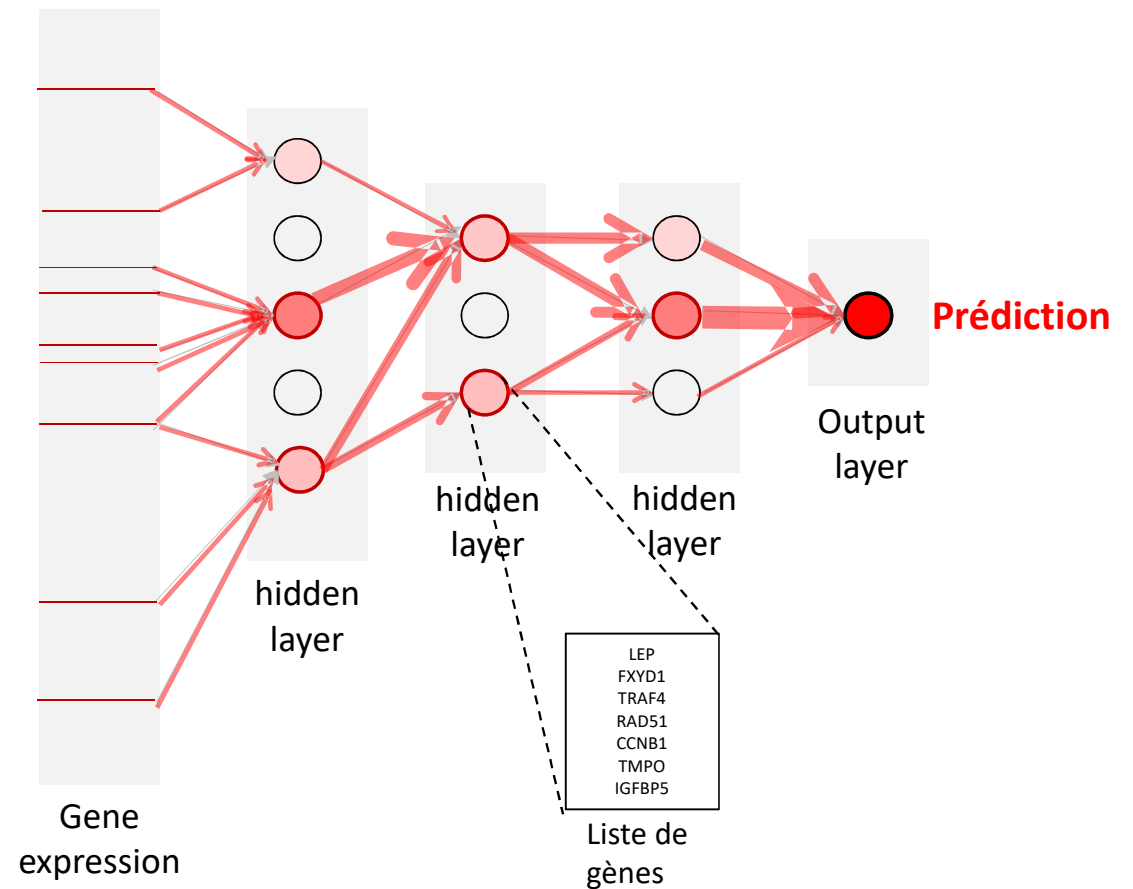 Prédiction
Output
layer
hidden
layer
hidden
layer
hidden
layer
LEP
FXYD1
TRAF4
RAD51
CCNB1
TMPO
IGFBP5
Gene
expression
Liste de
gènes